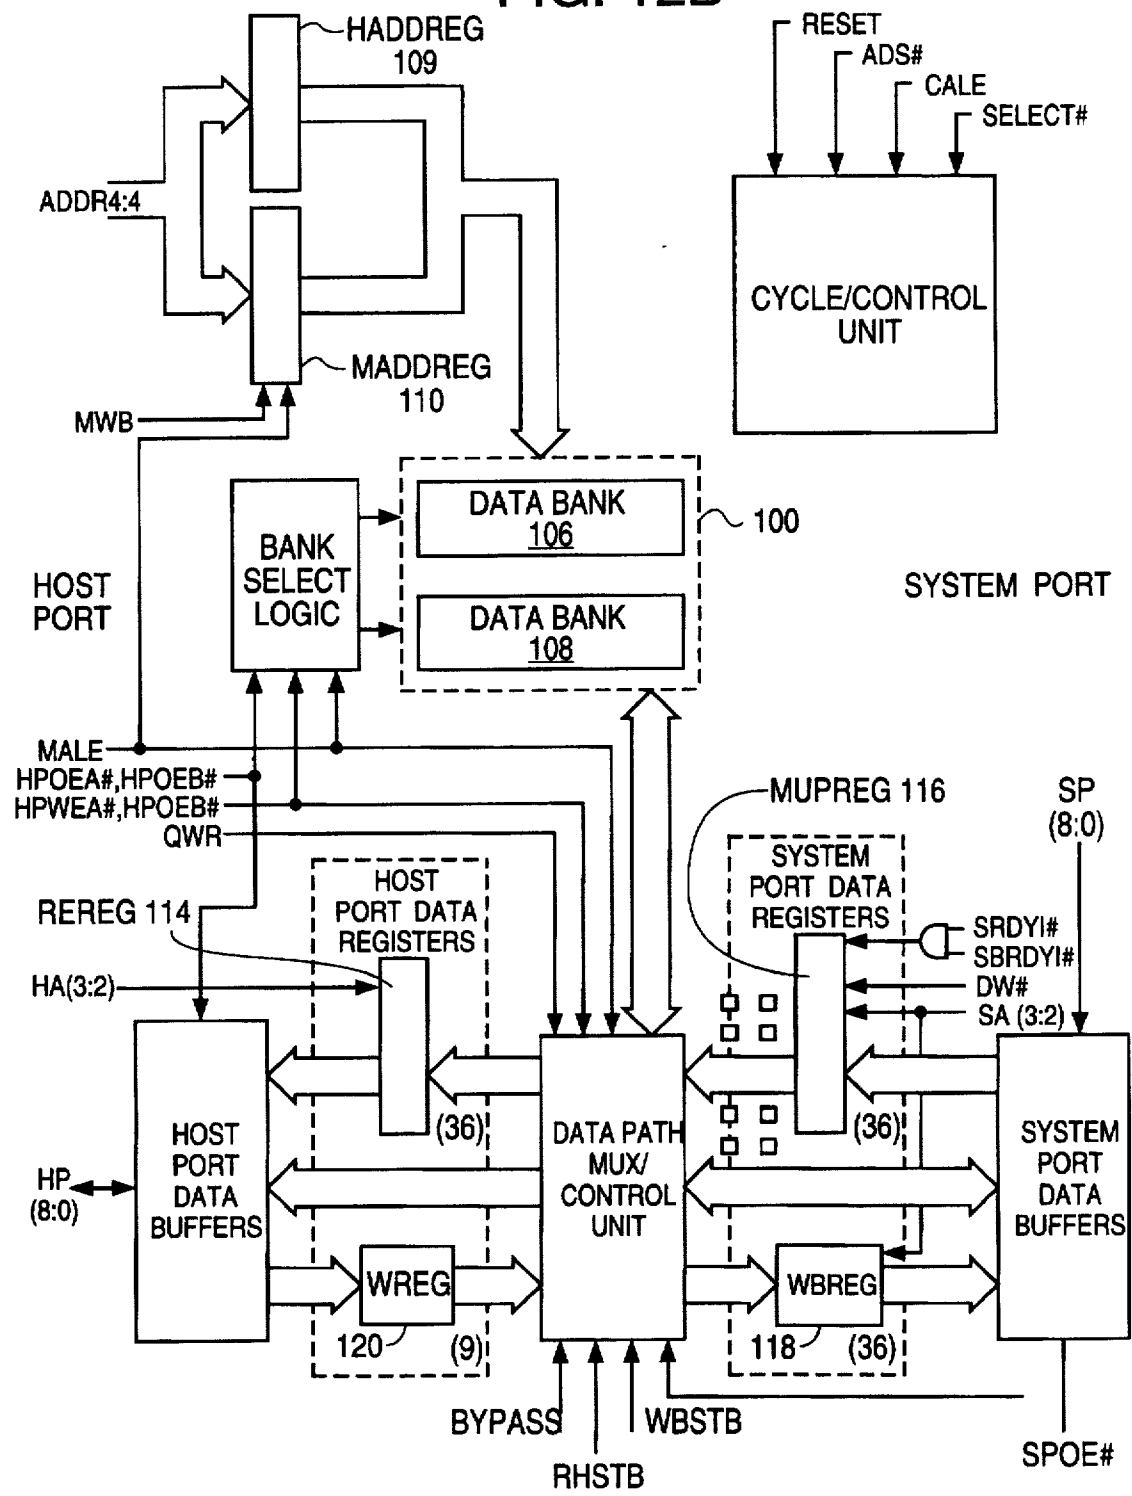 FIG. 12B
HADDREG
109
RESET
ADS#
CALE
SELECT#
ADDR4:4
CYCLE/CONTROL
UNIT
MADDREG
110
MWB
DATA BANK
106
100
BANK
SELECT
LOGIC
HOST
PORT
SYSTEM PORT
DATA BANK
108
MALE
HPOEA#,HPOEB#
HPWEA#,HPOEB#
QWR
MUPREG 116
SP
(8:0)
HOST
PORT DATA
REGISTERS
SYSTEM
PORT DATA
REGISTERS
REREG 114
SRDYI#
SBRDYI#
HA(3:2)
DW#
SA (3:2)
(36)
(36)
HOST
PORT
DATA
BUFFERS
DATA PATH
MUX/
CONTROL
UNIT
SYSTEM
PORT
DATA
BUFFERS
HP
(8:0)
WREG
WBREG
120
(9)
118
(36)
BYPASS
WBSTB
RHSTB
SPOE#